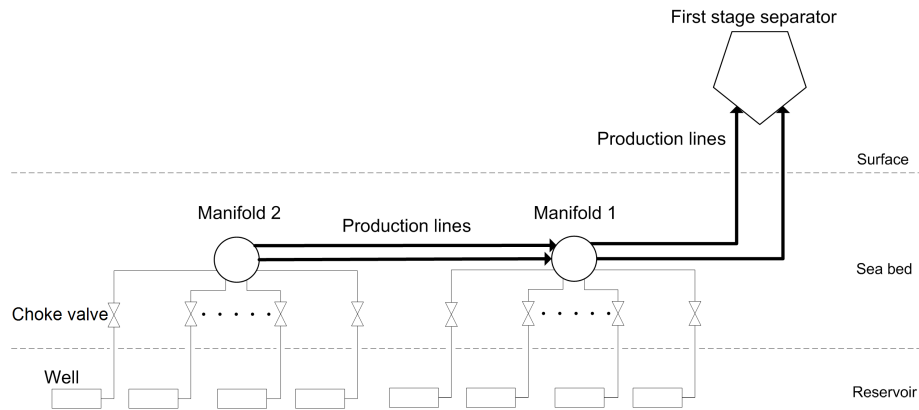 First stage separator
Production lines
Surface
Manifold 2
Manifold 1
Production lines
Sea bed
Choke valve
Well
Reservoir